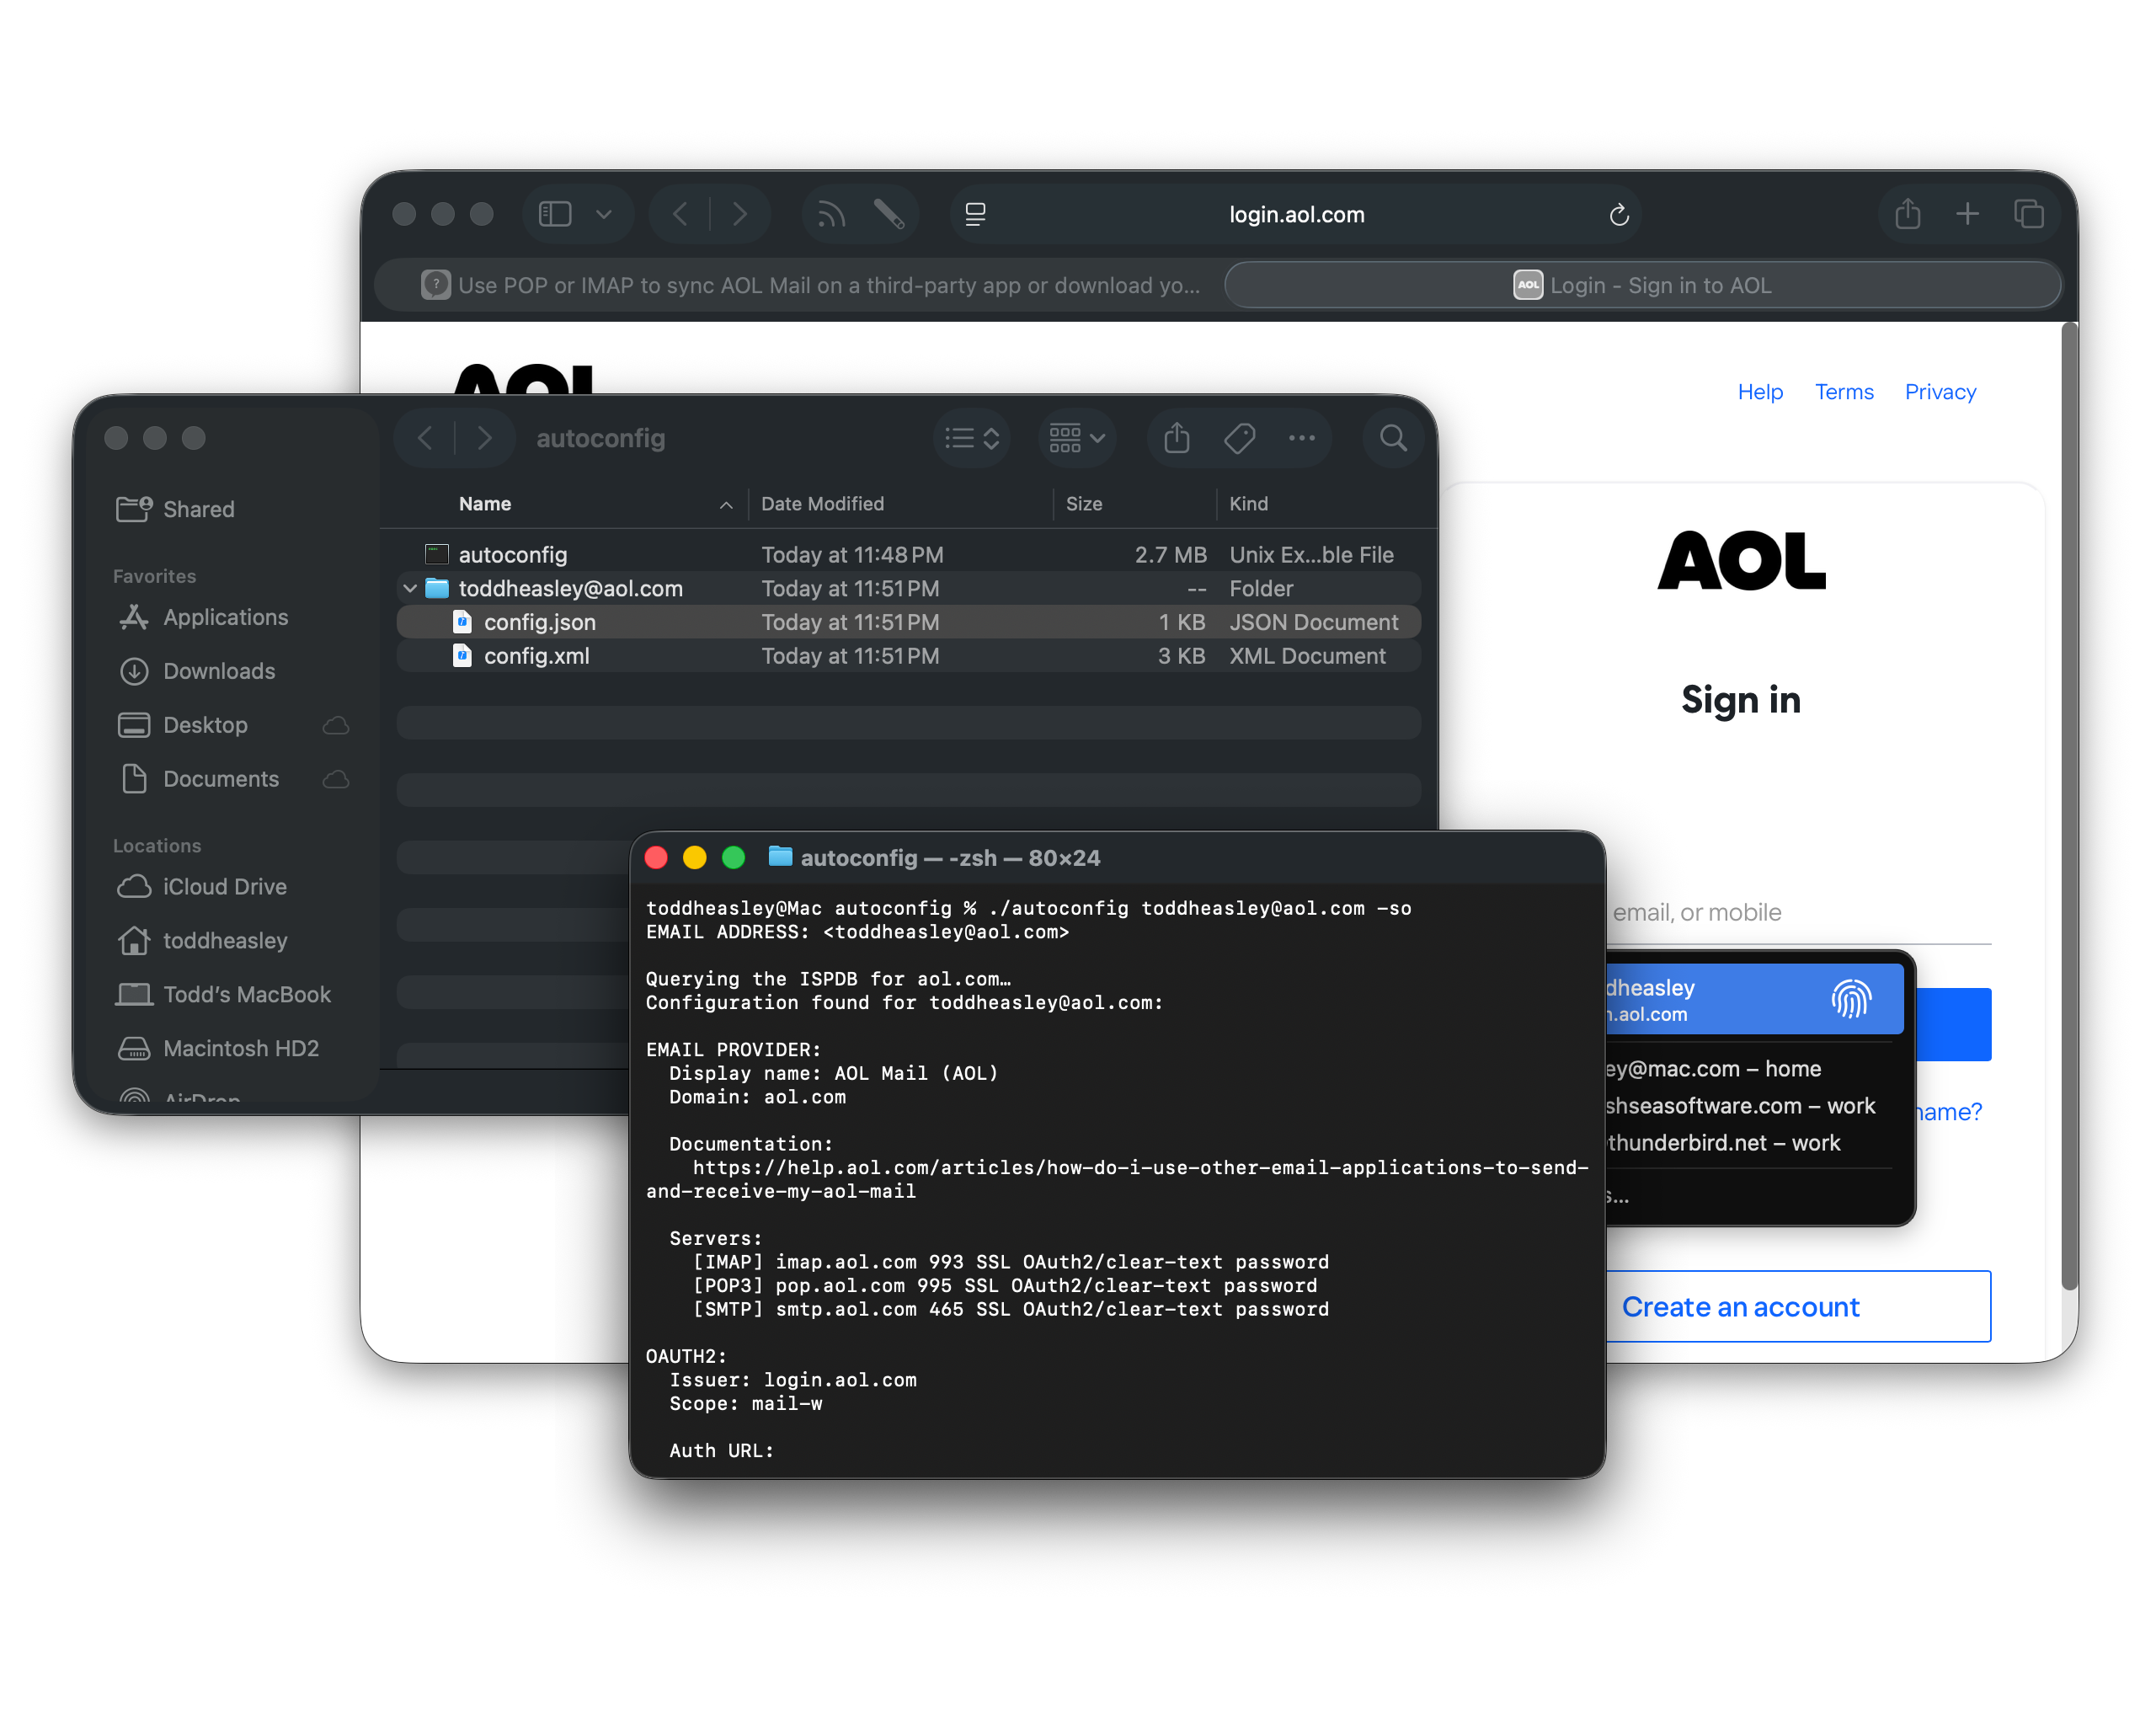 login.aol.com
Use POP or IMAP to sync AOL Mail on a third-party app or download yo...
AOL
Login - Sign in to AOL
AOL
Help Terms Privacy
autoconfig
Name Date Modified Size Kind
autoconfig Today at 11:48 PM 2.7 MB Unix Ex...ble File
toddheasley@aol.com Today at 11:51 PM -- Folder
config.json Today at 11:51 PM 1 KB JSON Document
config.xml Today at 11:51 PM 3 KB XML Document
Shared
Favorites
Applications
Downloads
Desktop
Documents
Locations
iCloud Drive
toddheasley
Todd’s MacBook
Macintosh HD2
AirDrop
AOL
Sign in
email, or mobile
dheasley
n.aol.com
ey@mac.com – home
shseasoftware.com – work
thunderbird.net – work
s...
name?
Create an account
autoconfig — -zsh — 80×24
toddheasley@Mac autoconfig % ./autoconfig toddheasley@aol.com -so
EMAIL ADDRESS: <toddheasley@aol.com>
Querying the ISPDB for aol.com…
Configuration found for toddheasley@aol.com:
EMAIL PROVIDER:
Display name: AOL Mail (AOL)
Domain: aol.com
Documentation:
https://help.aol.com/articles/how-do-i-use-other-email-applications-to-send-
and-receive-my-aol-mail
Servers:
[IMAP] imap.aol.com 993 SSL OAuth2/clear-text password
[POP3] pop.aol.com 995 SSL OAuth2/clear-text password
[SMTP] smtp.aol.com 465 SSL OAuth2/clear-text password
OAUTH2:
Issuer: login.aol.com
Scope: mail-w
Auth URL: